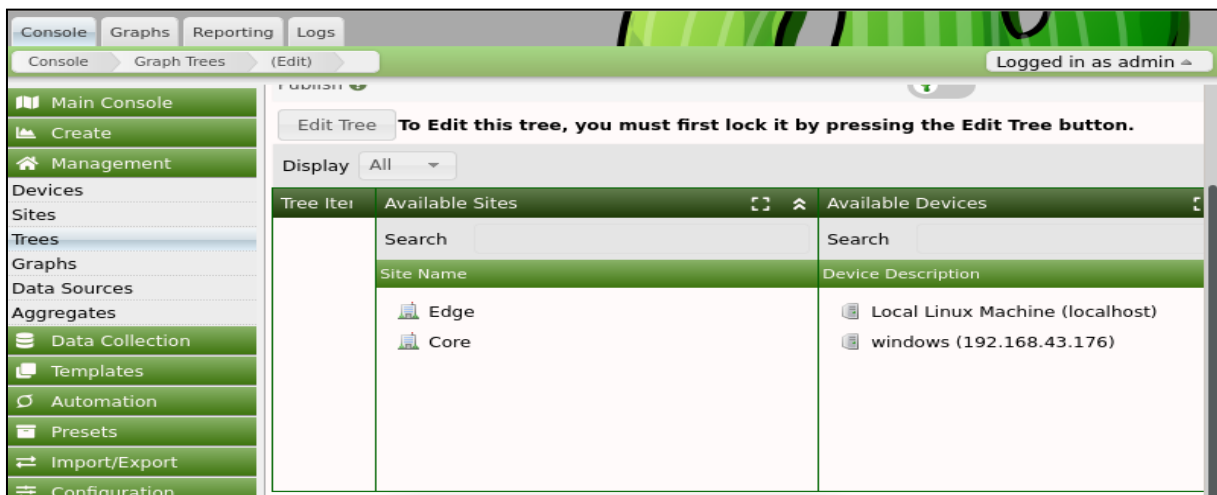 Console Graphs Reporting Logs
Console Graph Trees (Edit) Logged in as admin
Main Console
Create
Management
Devices
Sites
Trees
Graphs
Data Sources
Aggregates
Data Collection
Templates
Automation
Presets
Import/Export
Configuration
Publish
Edit Tree To Edit this tree, you must first lock it by pressing the Edit Tree button.
Display All
Tree Iter Available Sites Available Devices
Search Search
Site Name Device Description
Edge Local Linux Machine (localhost)
Core windows (192.168.43.176)